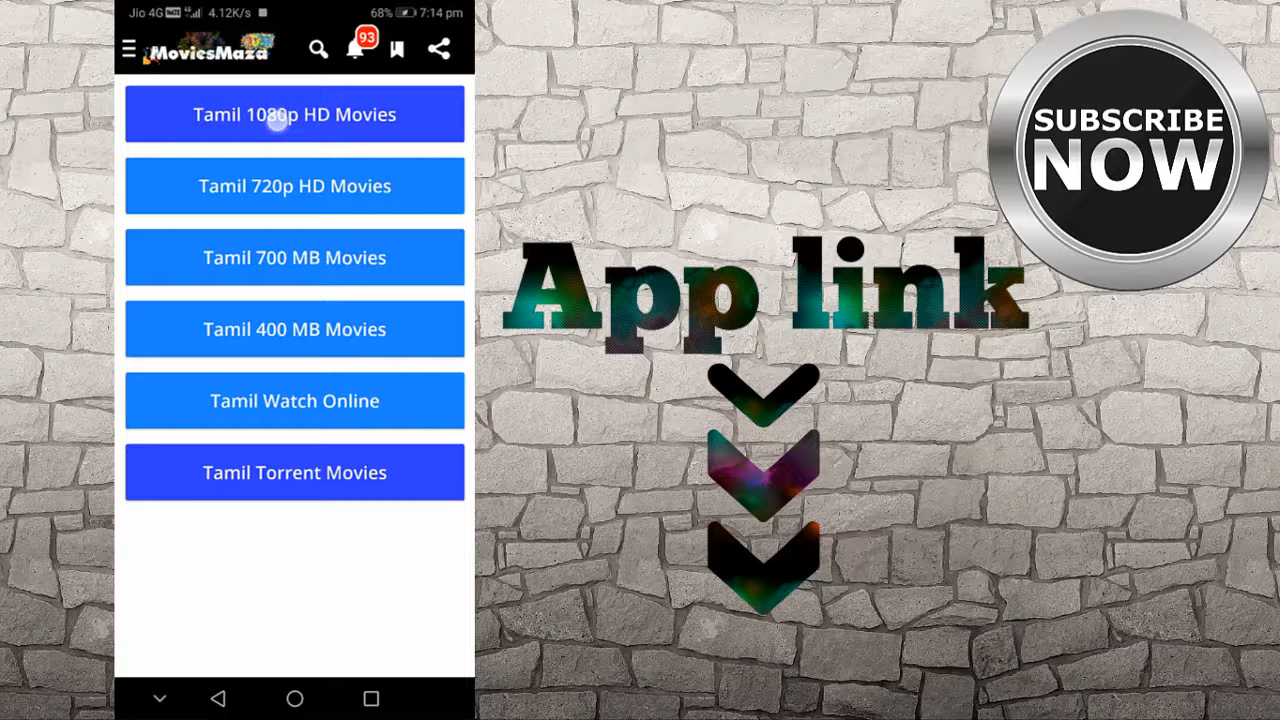 Jio 4G 4.12K/s 68% 7:14 pm
MoviesMaza
93
Tamil 1080p HD Movies
Tamil 720p HD Movies
Tamil 700 MB Movies
Tamil 400 MB Movies
Tamil Watch Online
Tamil Torrent Movies
SUBSCRIBE
NOW
App link